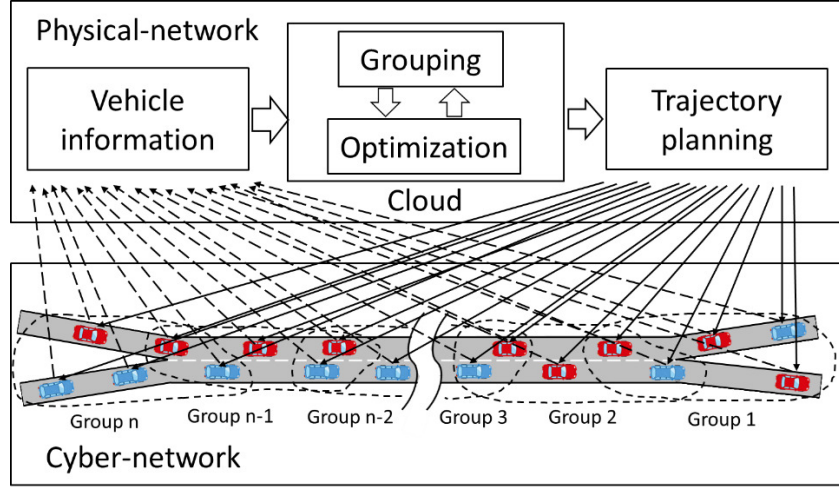 Physical-network
Vehicle
information
Grouping
Optimization
Cloud
Trajectory
planning
Group n
Group n-1
Group n-2
Group 3
Group 2
Group 1
Cyber-network